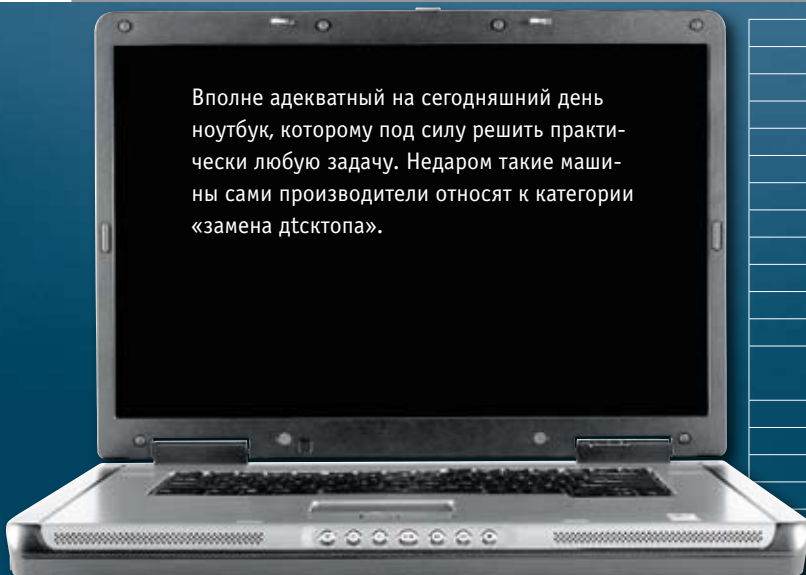 Вполне адекватный на сегодняшний день
ноутбук, которому под силу решить практи-
чески любую задачу. Недаром такие маши-
ны сами производители относят к категории
«замена дtсктопа».